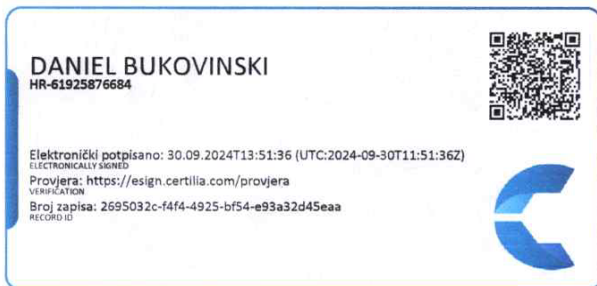 DANIEL BUKOVINSKI
HR-61925876684
Elektronički potpisano: 30.09.2024T13:51:36 (UTC:2024-09-30T11:51:36Z)
ELECTRONICALLY SIGNED
Provjera: https://esign.certilia.com/provjera
VERIFICATION
Broj zapisa: 2695032c-f4f4-4925-bf54-e93a32d45eaa
RECORD ID